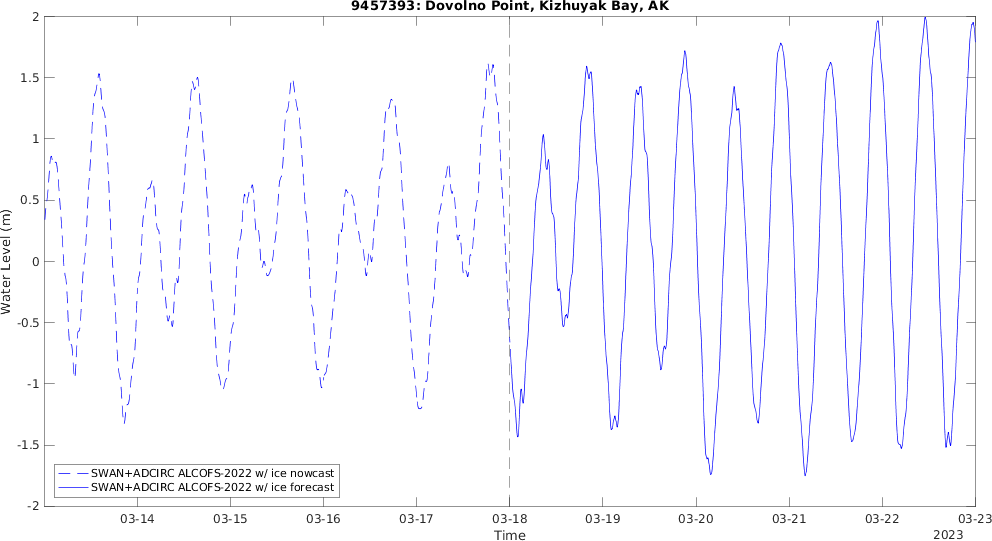 9457393: Dovolno Point, Kizhuyak Bay, AK
2
1.5
1
0.5
0
-0.5
-1
-1.5
-2
Water Level (m)
SWAN+ADCIRC ALCOFS-2022 w/ ice nowcast
SWAN+ADCIRC ALCOFS-2022 w/ ice forecast
03-14 03-15 03-16 03-17 03-18 03-19 03-20 03-21 03-22 03-23
Time
2023